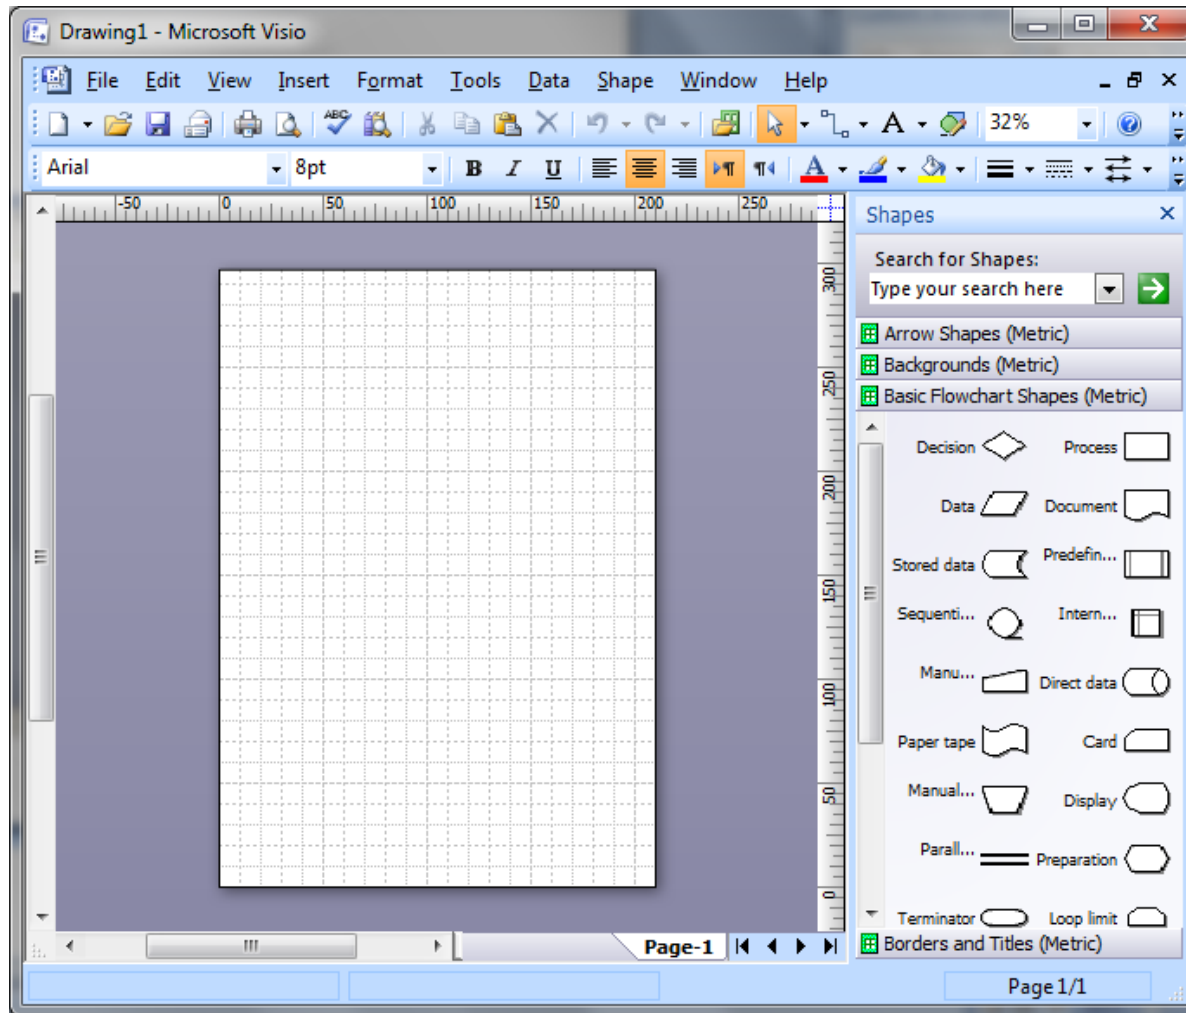 Drawing1 - Microsoft Visio
File Edit View Insert Format Tools Data Shape Window Help
ABC A 32%
Arial 8pt B I U A
-50 0 50 100 150 200 250
Shapes
Search for Shapes:
Type your search here
Arrow Shapes (Metric)
Backgrounds (Metric)
Basic Flowchart Shapes (Metric)
Decision Process
Data Document
Stored data Predefin...
Sequenti... Intern...
Manu... Direct data
Paper tape Card
Manual... Display
Parall... Preparation
Terminator Loop limit
Borders and Titles (Metric)
300
250
200
150
100
50
0
Page-1
Page 1/1